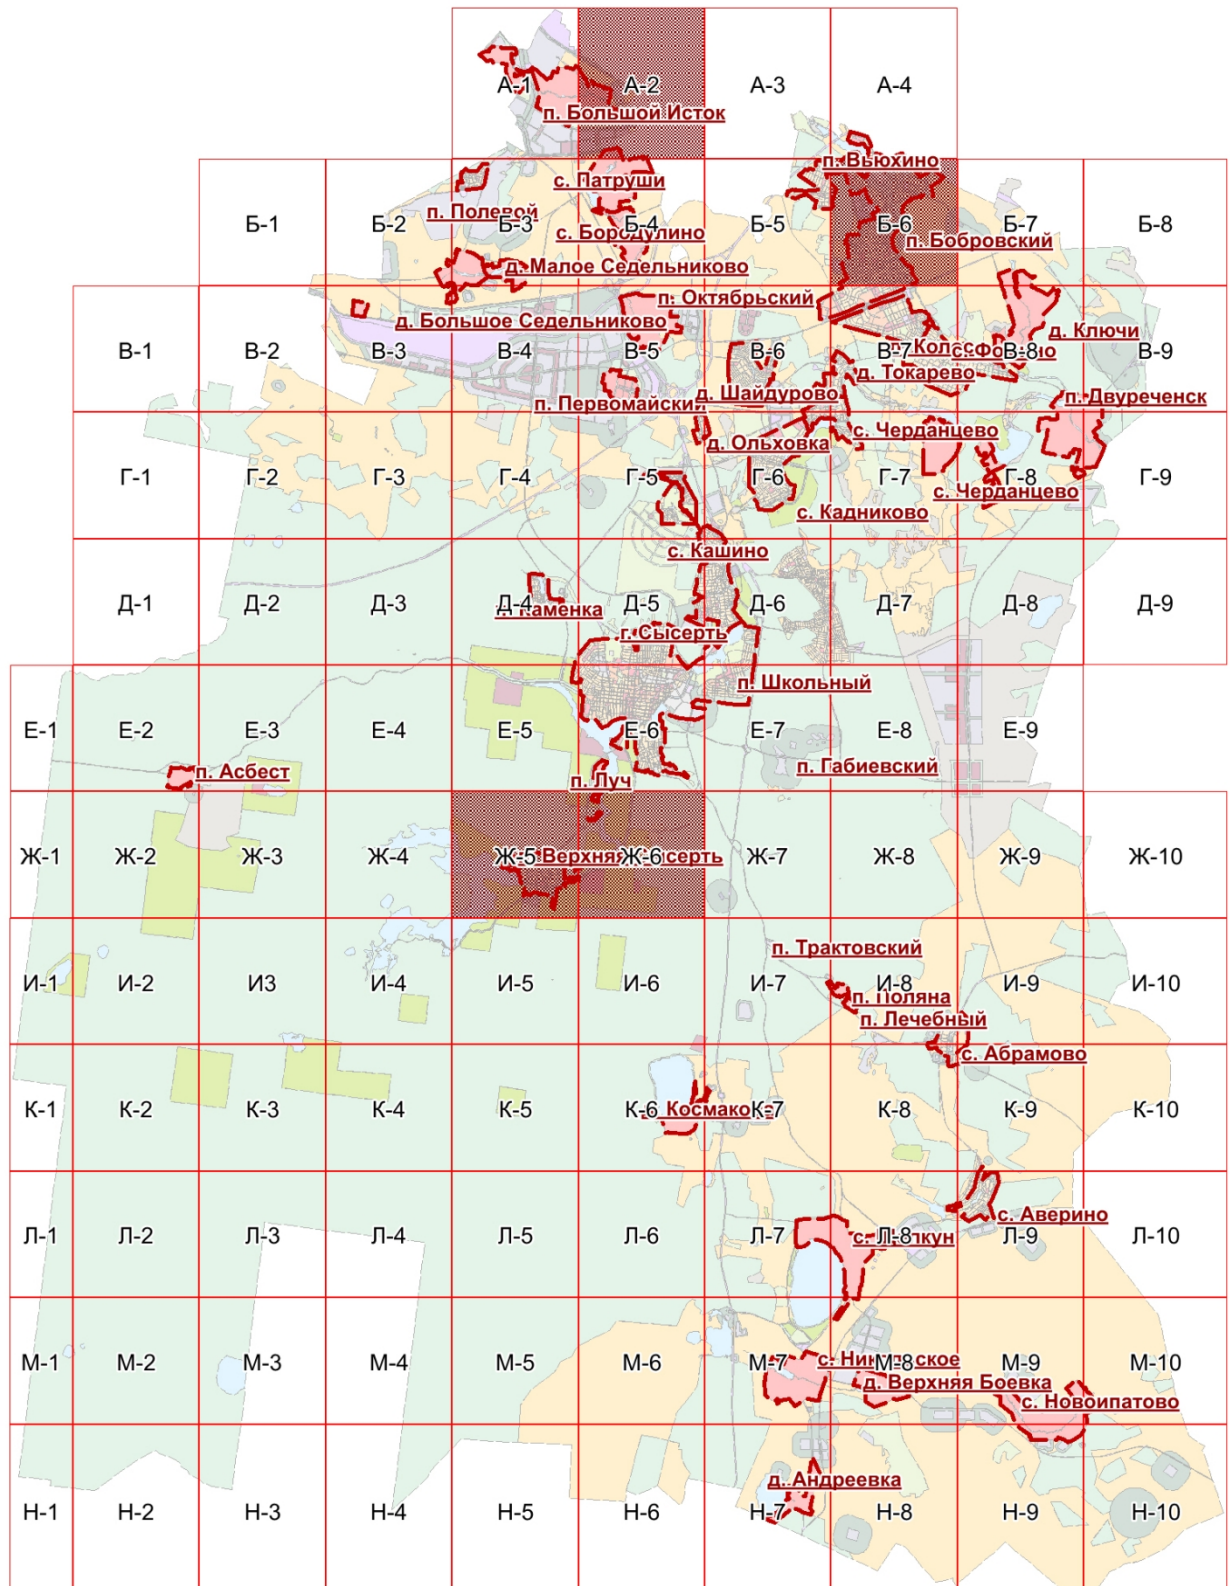 А-1 А-2 А-3 А-4
п. Большой Исток
п. Вьюхино
с. Патруши
п. Полевой
Б-1 Б-2 Б-3 Б-4 Б-5 Б-6 Б-7 Б-8
с. Бородулино
п. Бобровский
д. Малое Седельниково
п. Октябрьский
д. Большое Седельниково
д. Ключи
В-1 В-2 В-3 В-4 В-5 В-6 В-7 В-8 В-9
д. Токарево
д. Шайдурово
п. Двуреченск
п. Первомайский
с. Черданцево
д. Ольховка
Г-1 Г-2 Г-3 Г-4 Г-5 Г-6 Г-7 Г-8 Г-9
с. Черданцево
с. Кадниково
с. Кашино
Д-1 Д-2 Д-3 Д-4 Д-5 Д-6 Д-7 Д-8 Д-9
Каменка
г. Сысерть
п. Школьный
Е-1 Е-2 Е-3 Е-4 Е-5 Е-6 Е-7 Е-8 Е-9
п. Асбест
п. Габиевский
п. Луч
Ж-1 Ж-2 Ж-3 Ж-4 Ж-5 Верхняя Ж-6 Ж-7 Ж-8 Ж-9 Ж-10
п. Трактовский
И-1 И-2 И3 И-4 И-5 И-6 И-7 И-8 И-9 И-10
п. Поляна
п. Лечебный
с. Абрамово
К-1 К-2 К-3 К-4 К-5 К-6 К-7 К-8 К-9 К-10
с. Аверино
Л-1 Л-2 Л-3 Л-4 Л-5 Л-6 Л-7 Л-8 Л-9 Л-10
М-1 М-2 М-3 М-4 М-5 М-6 М-7 М-8 М-9 М-10
д. Верхняя Боевка
с. Новоипатово
д. Андреевка
Н-1 Н-2 Н-3 Н-4 Н-5 Н-6 Н-7 Н-8 Н-9 Н-10